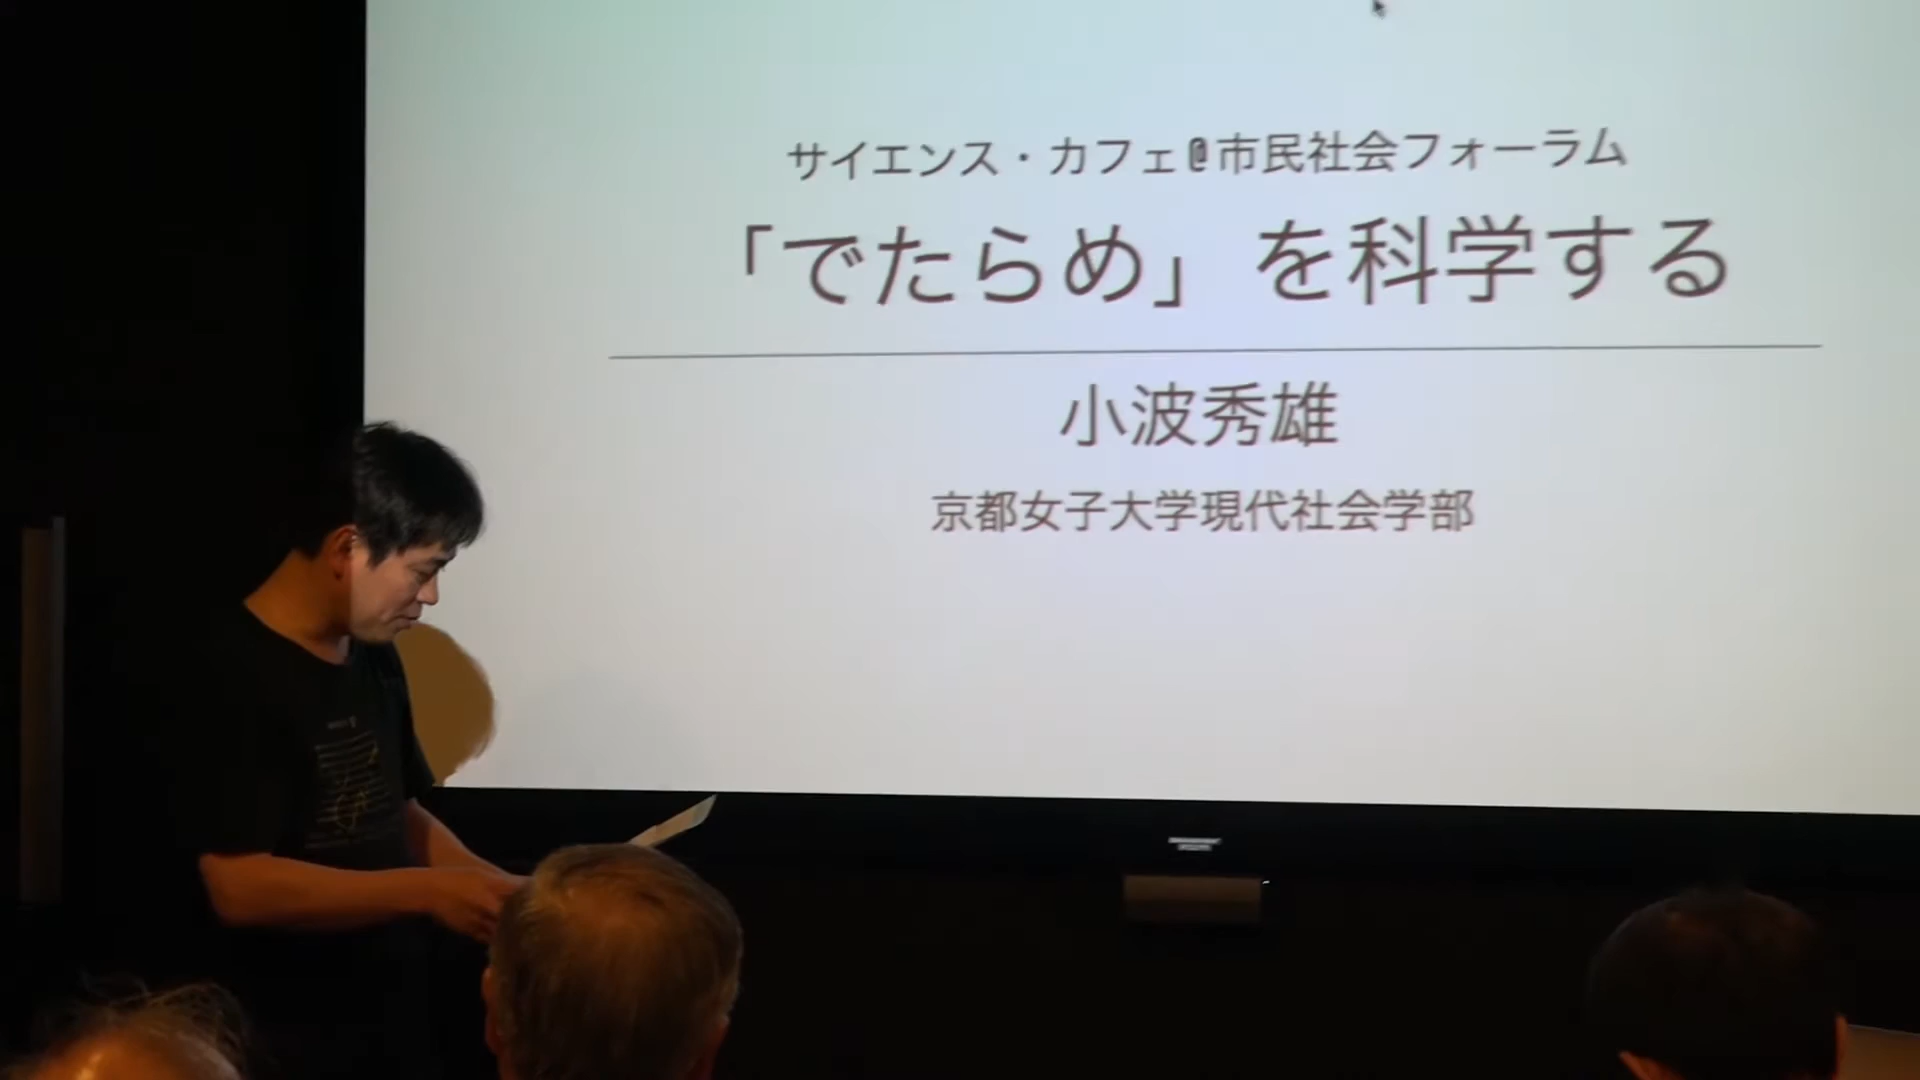 サイエンス・カフェ@市民社会フォーラム
「でたらめ」を科学する
小波秀雄
京都女子大学現代社会学部